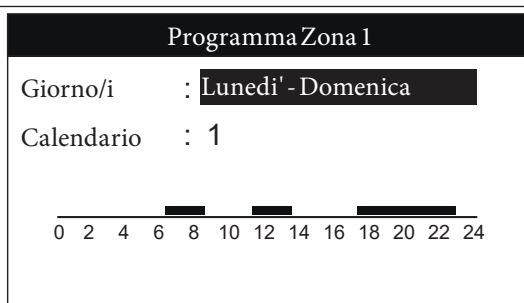 Programma Zona 1
Giorno/i : Lunedi' - Domenica
Calendario : 1
0 2 4 6 8 10 12 14 16 18 20 22 24